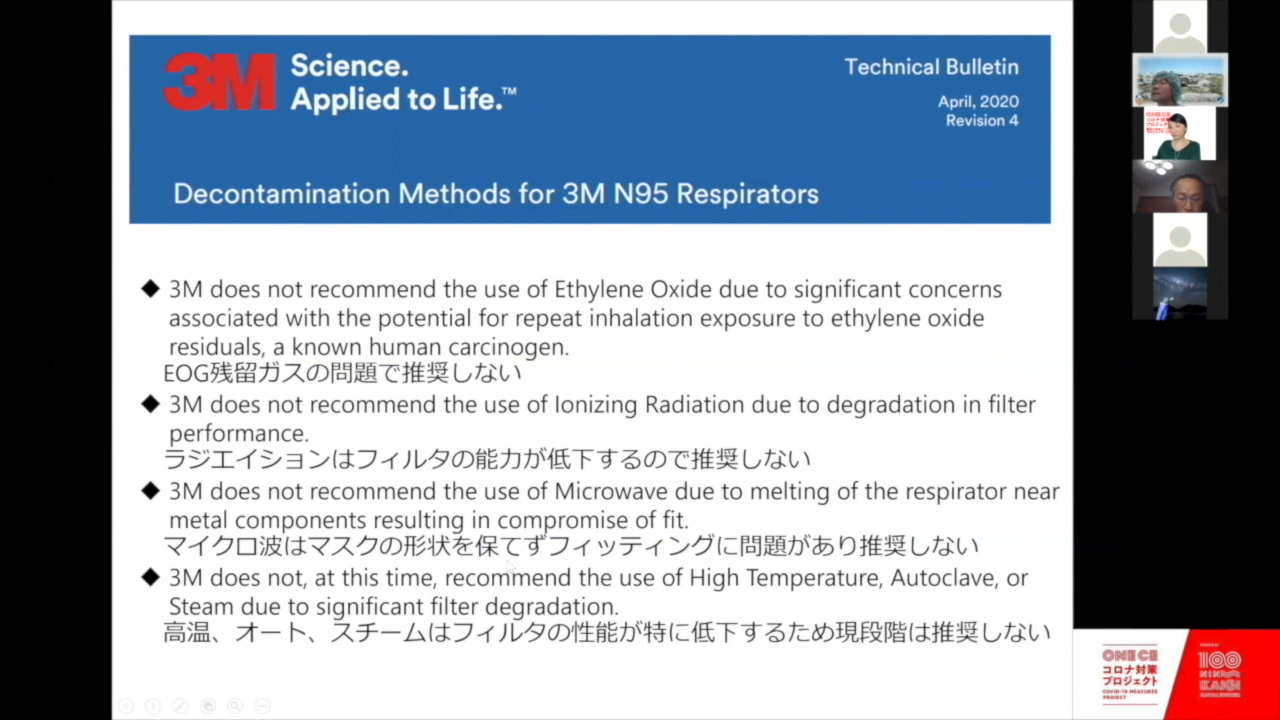 3M
Science.
Applied to Life.™
Technical Bulletin
April, 2020
Revision 4
Decontamination Methods for 3M N95 Respirators
◆ 3M does not recommend the use of Ethylene Oxide due to significant concerns
associated with the potential for repeat inhalation exposure to ethylene oxide
residuals, a known human carcinogen.
EOG残留ガスの問題で推奨しない
◆ 3M does not recommend the use of Ionizing Radiation due to degradation in filter
performance.
ラジエイションはフィルタの能力が低下するので推奨しない
◆ 3M does not recommend the use of Microwave due to melting of the respirator near
metal components resulting in compromise of fit.
マイクロ波はマスクの形状を保てずフィッティングに問題があり推奨しない
◆ 3M does not, at this time, recommend the use of High Temperature, Autoclave, or
Steam due to significant filter degradation.
高温、オート、スチームはフィルタの性能が特に低下するため現段階は推奨しない
ONE CE
コロナ対策
プロジェクト
COVID-19 MEASURES
PROJECT
100
NIN
KAIGI